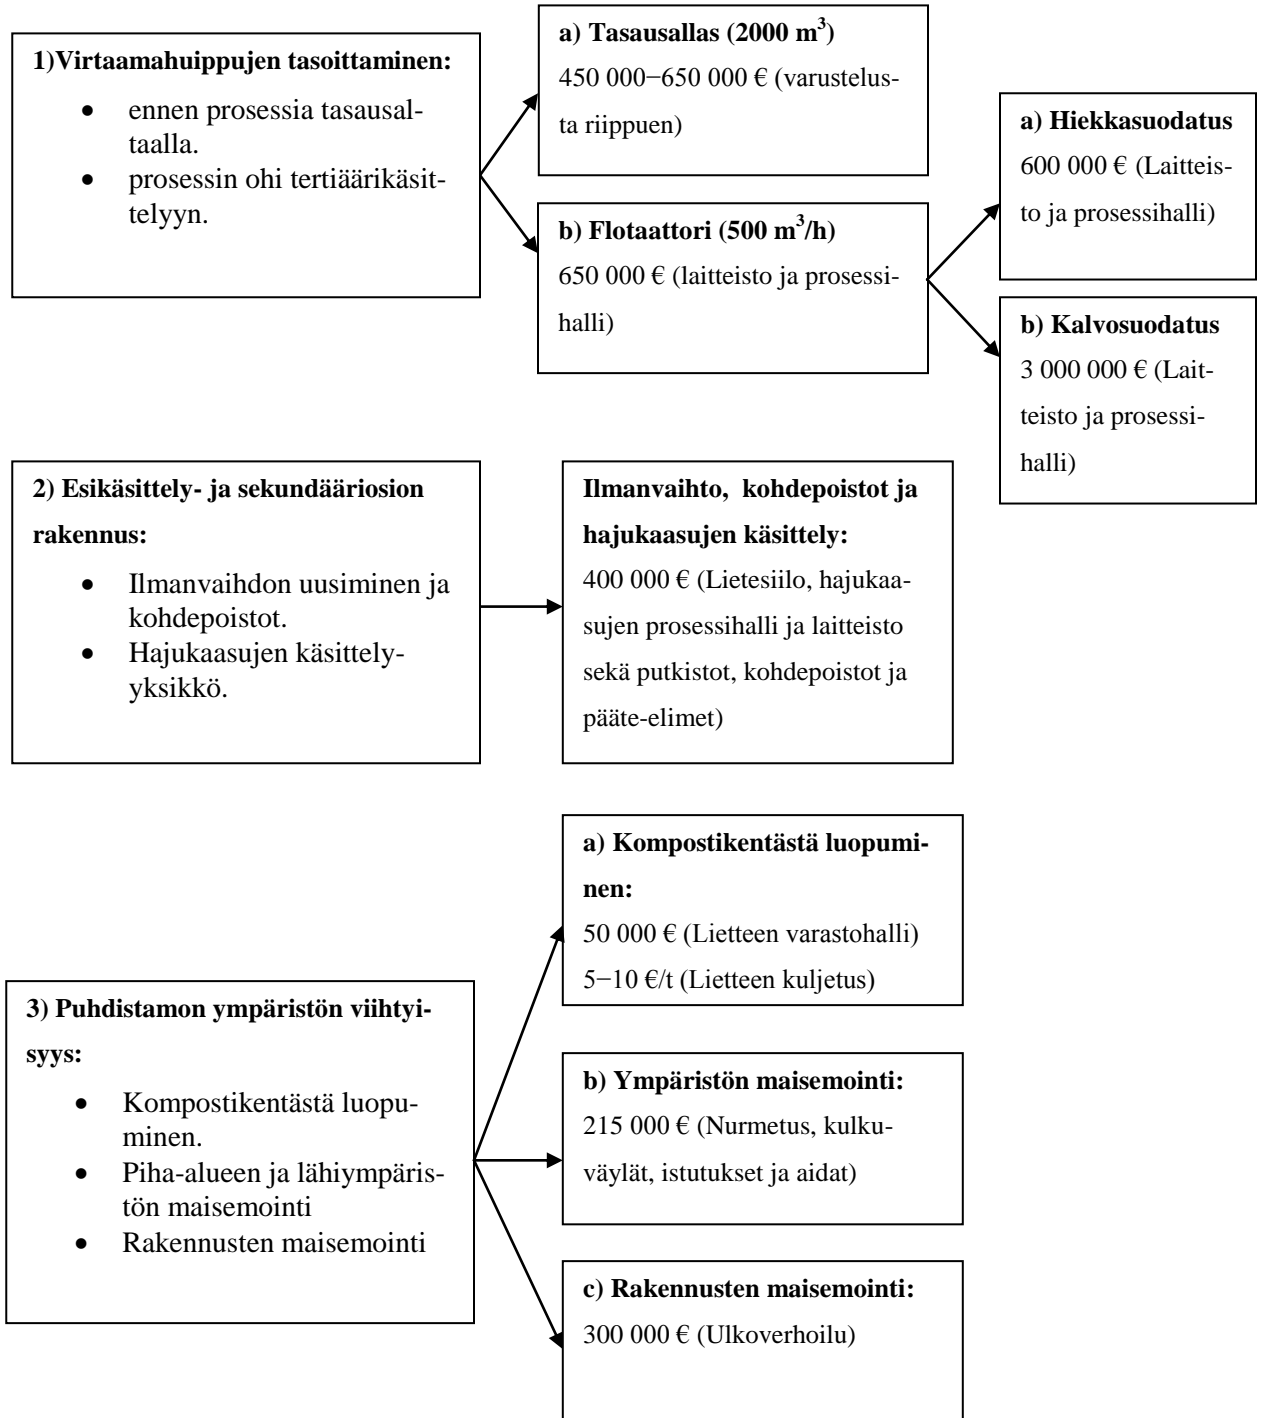 1)Virtaamahuippujen tasoittaminen:
• ennen prosessia tasausal-
taalla.
• prosessin ohi tertiäärikäsit-
telyyn.
a) Tasausallas (2000 m³)
450 000−650 000 € (varustelus-
ta riippuen)
b) Flotaattori (500 m³/h)
650 000 € (laitteisto ja prosessi-
halli)
a) Hiekkasuodatus
600 000 € (Laitteis-
to ja prosessihalli)
b) Kalvosuodatus
3 000 000 € (Lait-
teisto ja prosessi-
halli)
2) Esikäsittely- ja sekundääriosion
rakennus:
• Ilmanvaihdon uusiminen ja
kohdepoistot.
• Hajukaasujen käsittely-
yksikkö.
Ilmanvaihto, kohdepoistot ja
hajukaasujen käsittely:
400 000 € (Lietesiilo, hajukaa-
sujen prosessihalli ja laitteisto
sekä putkistot, kohdepoistot ja
pääte-elimet)
3) Puhdistamon ympäristön viihtyi-
syys:
• Kompostikentästä luopu-
minen.
• Piha-alueen ja lähiympäris-
tön maisemointi
• Rakennusten maisemointi
a) Kompostikentästä luopumi-
nen:
50 000 € (Lietteen varastohalli)
5−10 €/t (Lietteen kuljetus)
b) Ympäristön maisemointi:
215 000 € (Nurmetus, kulku-
väylät, istutukset ja aidat)
c) Rakennusten maisemointi:
300 000 € (Ulkoverhoilu)